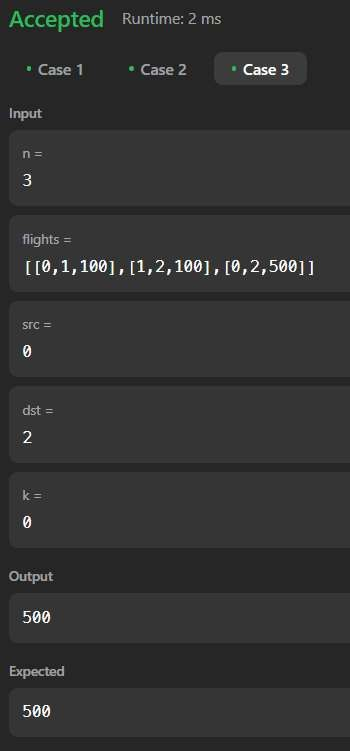 Accepted Runtime: 2 ms
• Case 1 • Case 2 • Case 3
Input
n =
3
flights =
[[0,1,100],[1,2,100],[0,2,500]]
src =
0
dst =
2
k =
0
Output
500
Expected
500